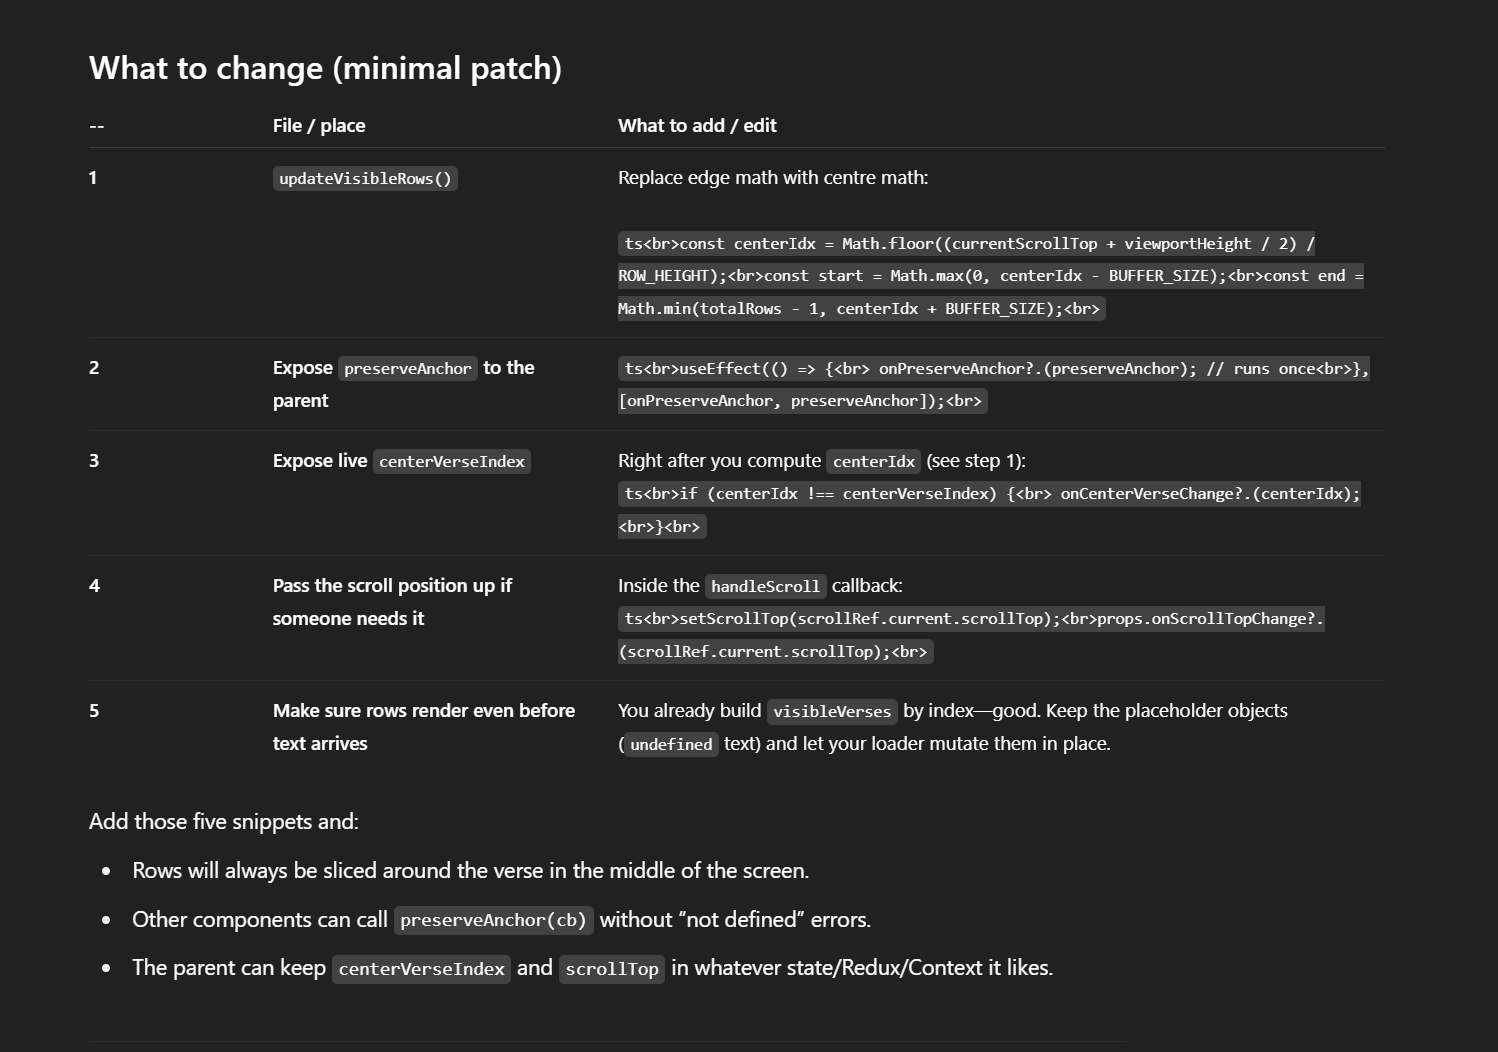 What to change (minimal patch)
-- File / place What to add / edit
1 updateVisibleRows() Replace edge math with centre math:
ts<br>const centerIdx = Math.floor((currentScrollTop + viewportHeight / 2) /
ROW_HEIGHT);<br>const start = Math.max(0, centerIdx - BUFFER_SIZE);<br>const end =
Math.min(totalRows - 1, centerIdx + BUFFER_SIZE);<br>
2 Expose preserveAnchor to the
parent
ts<br>useEffect(() => {<br> onPreserveAnchor?.(preserveAnchor); // runs once<br>},
[onPreserveAnchor, preserveAnchor]);<br>
3 Expose live centerVerseIndex
Right after you compute centerIdx (see step 1):
ts<br>if (centerIdx !== centerVerseIndex) {<br> onCenterVerseChange?.(centerIdx);
<br>}<br>
4 Pass the scroll position up if
someone needs it
Inside the handleScroll callback:
ts<br>setScrollTop(scrollRef.current.scrollTop);<br>props.onScrollTopChange?.
(scrollRef.current.scrollTop);<br>
5 Make sure rows render even before
text arrives
You already build visibleVerses by index—good. Keep the placeholder objects
(undefined text) and let your loader mutate them in place.
Add those five snippets and:
• Rows will always be sliced around the verse in the middle of the screen.
• Other components can call preserveAnchor(cb) without “not defined” errors.
• The parent can keep centerVerseIndex and scrollTop in whatever state/Redux/Context it likes.